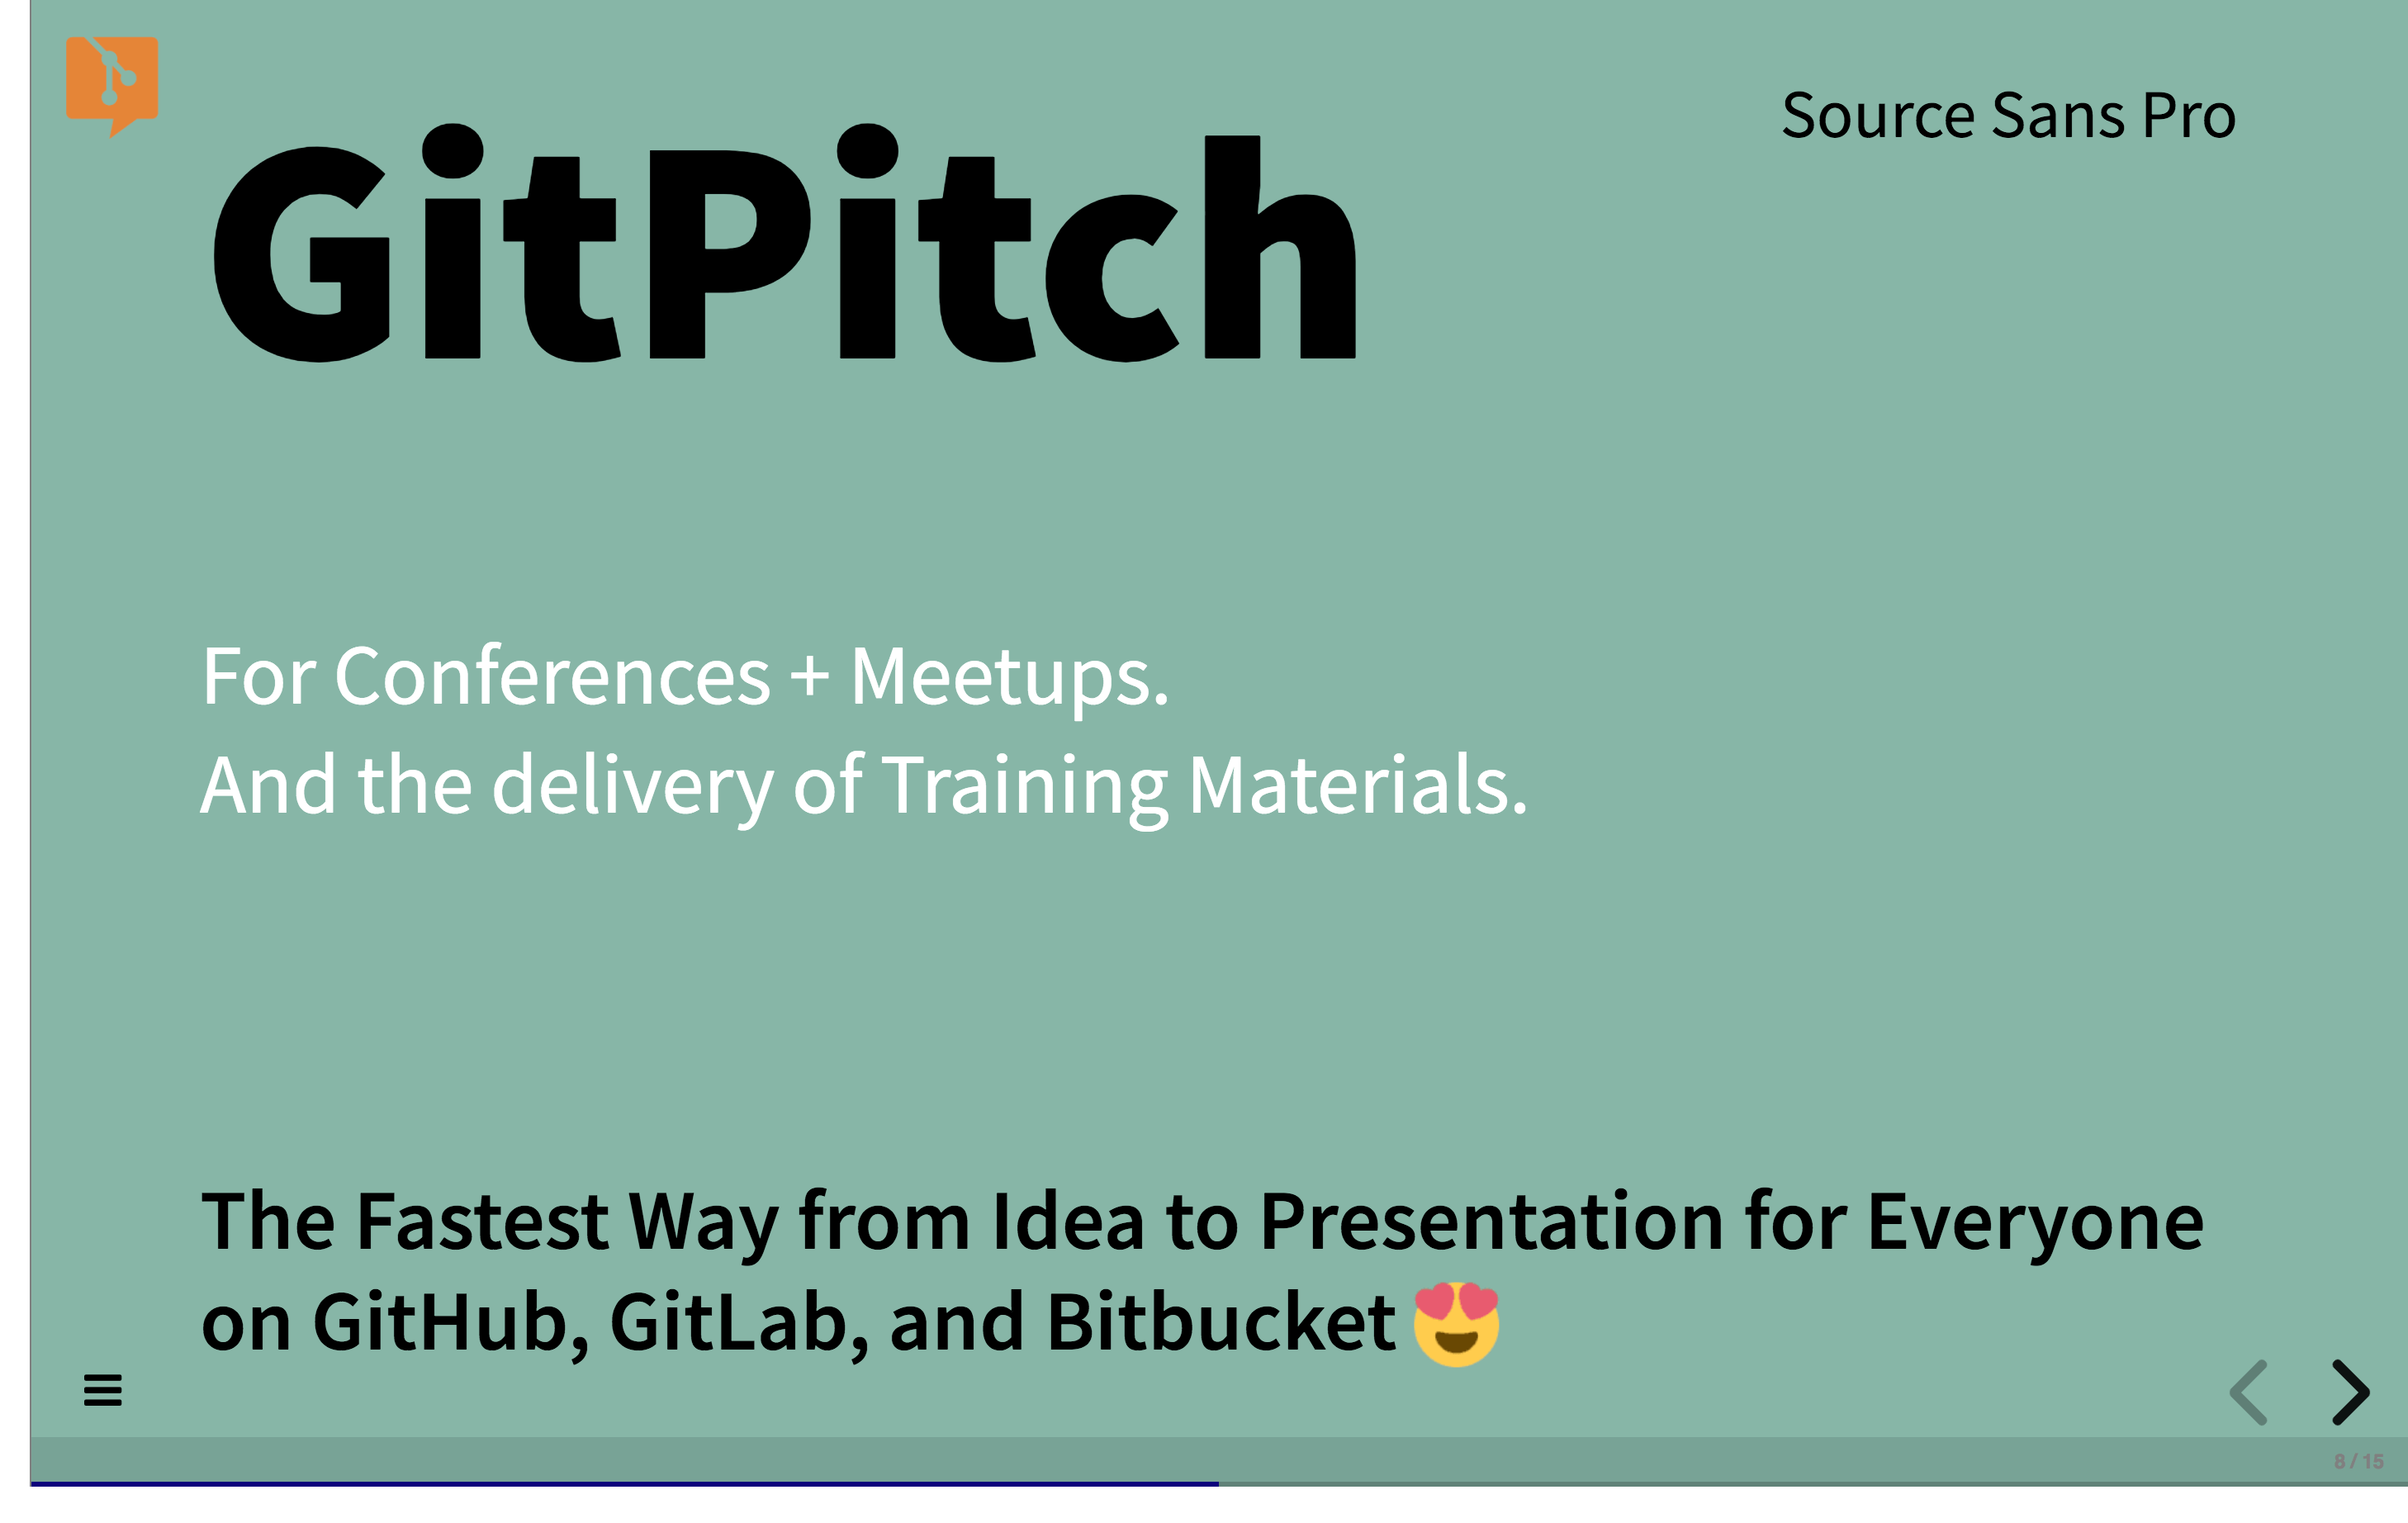 Source Sans Pro
GitPitch
For Conferences + Meetups.
And the delivery of Training Materials.
The Fastest Way from Idea to Presentation for Everyone
on GitHub, GitLab, and Bitbucket 😍
8 / 15